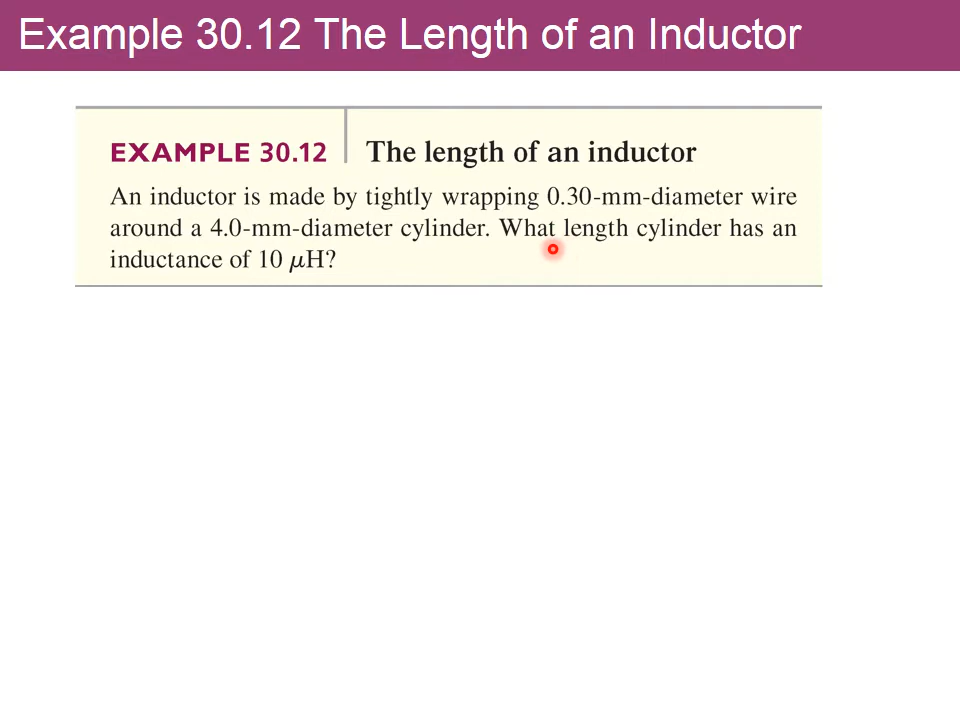 Example 30.12 The Length of an Inductor
EXAMPLE 30.12 The length of an inductor
An inductor is made by tightly wrapping 0.30-mm-diameter wire
around a 4.0-mm-diameter cylinder. What length cylinder has an
inductance of 10 μH?